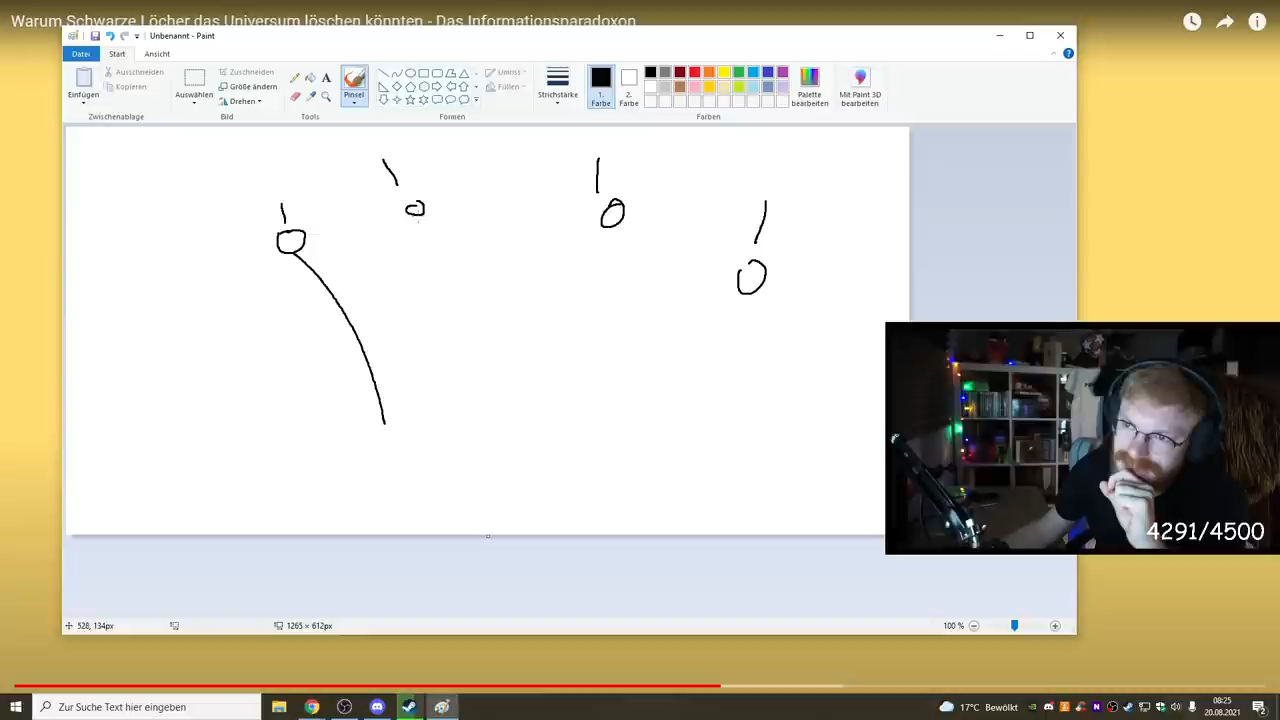 Warum Schwarze Löcher das Universum löschen könnten - Das Informationsparadoxon
Unbenannt - Paint
Datei Start Ansicht
Einfügen
Ausschneiden
Kopieren
Zwischenablage
Auswählen
Zuschneiden
Größe ändern
Drehen
Bild
A
Tools
Pinsel
Umriss
Füllen
Formen
Strichstärke
1. Farbe
2. Farbe
Palette bearbeiten
Farben
Mit Paint 3D bearbeiten
4291/4500
528, 134px
1265 × 612px
100 %
Zur Suche Text hier eingeben
17°C Bewölkt
08:25
20.08.2021